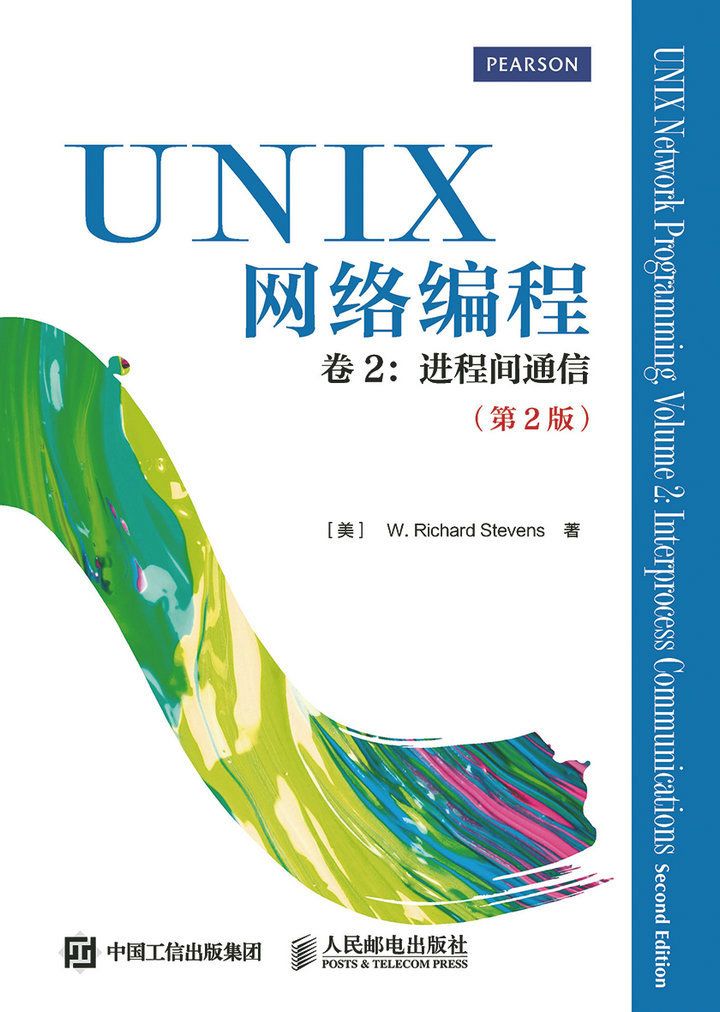 PEARSON
UNIX
网络编程
卷 2：进程间通信
（第 2 版）
［美］ W. Richard Stevens 著
UNIX Network Programming, Volume 2: Interprocess Communications Second Edition
中国工信出版集团
人民邮电出版社
POSTS & TELECOM PRESS